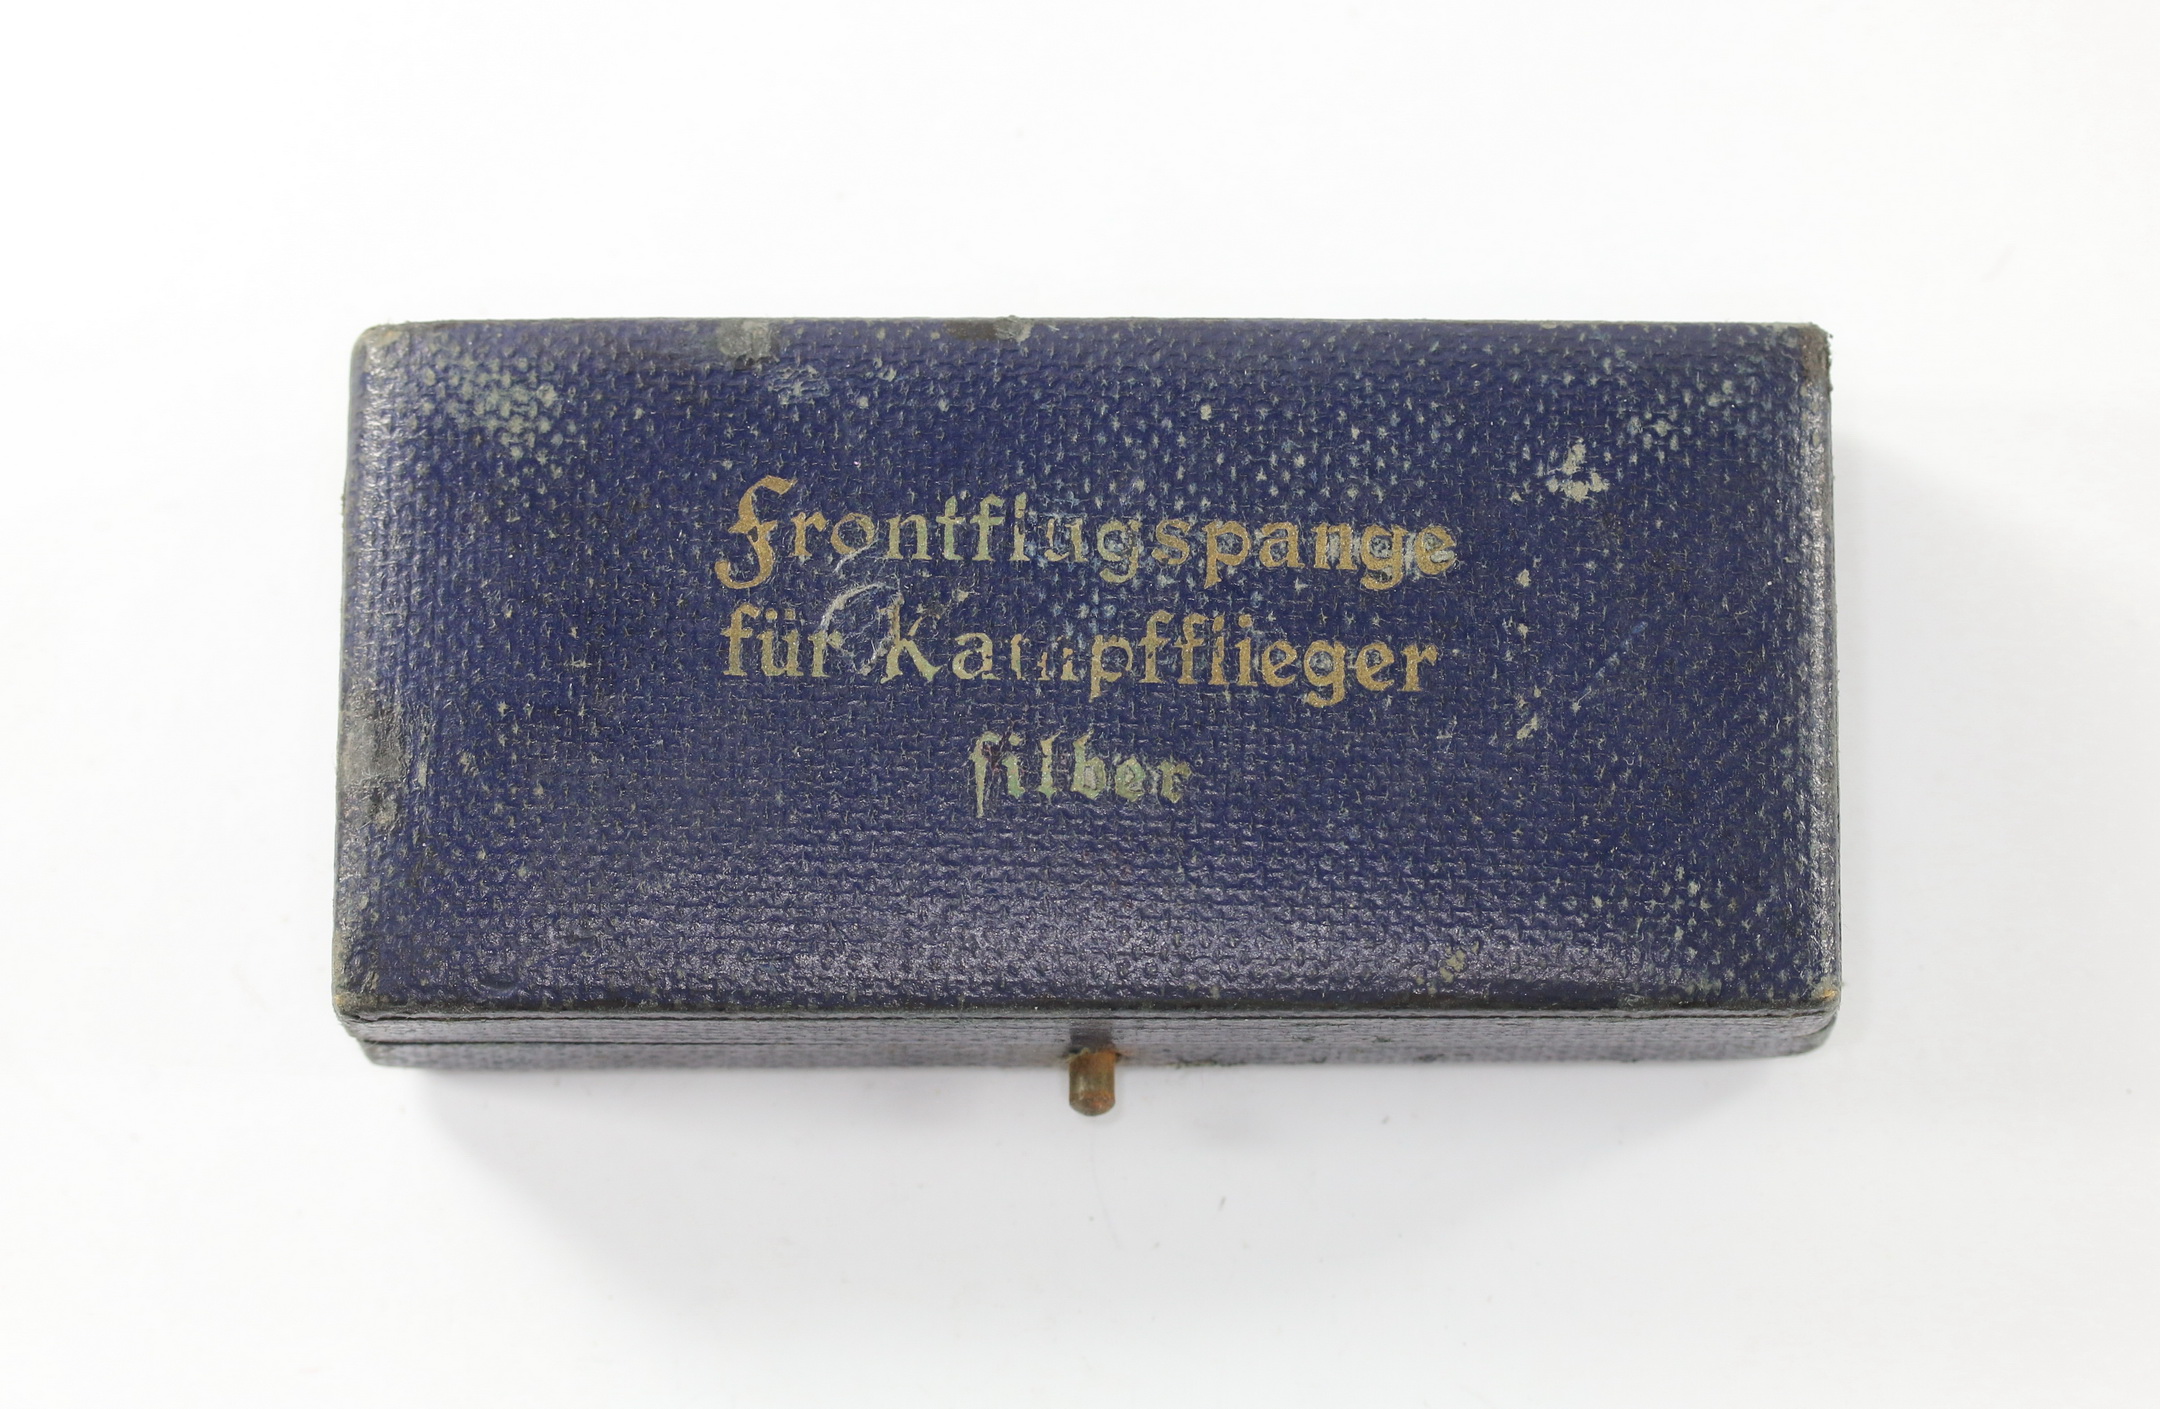 Frontflugspange
für Kampfflieger
ſilber